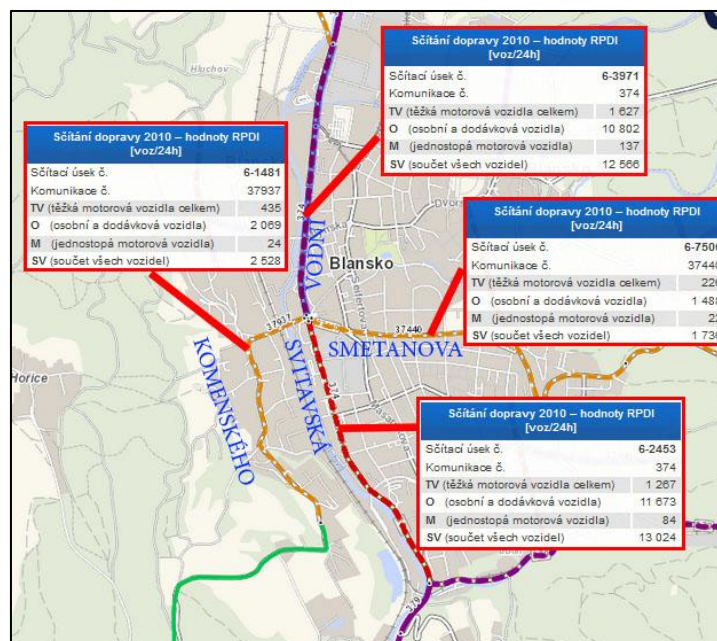 Sčítání dopravy 2010 – hodnoty RPDI
[voz/24h]
Sčítací úsek č. 6-3971
Komunikace č. 374
TV (těžká motorová vozidla celkem) 1 627
O (osobní a dodávková vozidla) 10 802
M (jednostopá motorová vozidla) 137
SV (součet všech vozidel) 12 566
Sčítání dopravy 2010 – hodnoty RPDI
[voz/24h]
Sčítací úsek č. 6-1481
Komunikace č. 37937
TV (těžká motorová vozidla celkem) 435
O (osobní a dodávková vozidla) 2 069
M (jednostopá motorová vozidla) 24
SV (součet všech vozidel) 2 528
Sčítání dopravy 2010 – hodnoty RPDI
[voz/24h]
Sčítací úsek č.
Komunikace č. 37440
TV (těžká motorová vozidla celkem)
O (osobní a dodávková vozidla)
M (jednostopá motorová vozidla)
SV (součet všech vozidel)
Hluchov
374
VODNÍ
Blansko
Seifertova
37937
37440
SMETANOVA
KOMENSKÉHO
SVITAVSKÁ
374
Hořice
Sčítání dopravy 2010 – hodnoty RPDI
[voz/24h]
Sčítací úsek č. 6-2453
Komunikace č. 374
TV (těžká motorová vozidla celkem) 1 267
O (osobní a dodávková vozidla) 11 673
M (jednostopá motorová vozidla) 84
SV (součet všech vozidel) 13 024
379